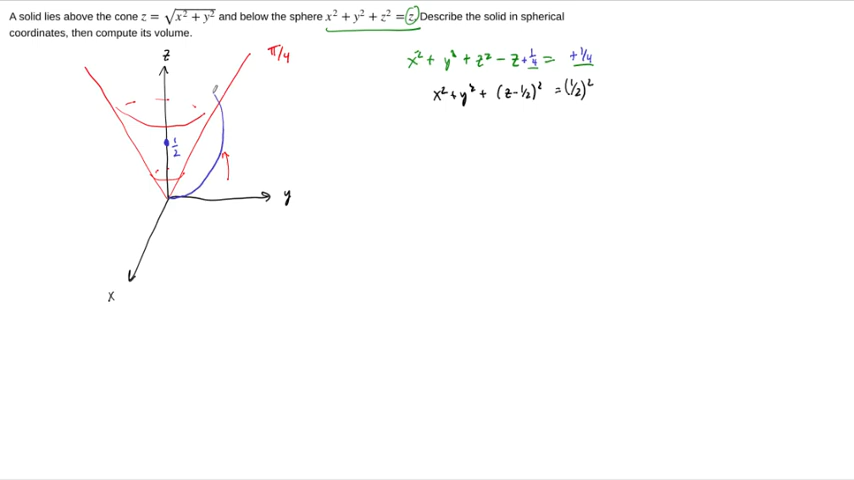 A solid lies above the cone z = √(x² + y²) and below the sphere x² + y² + z² = z. Describe the solid in spherical
coordinates, then compute its volume.
z
π/4
x² + y² + z² - z + 1/4 = + 1/4
x² + y² + (z - 1/2)² = (1/2)²
1/2
y
x